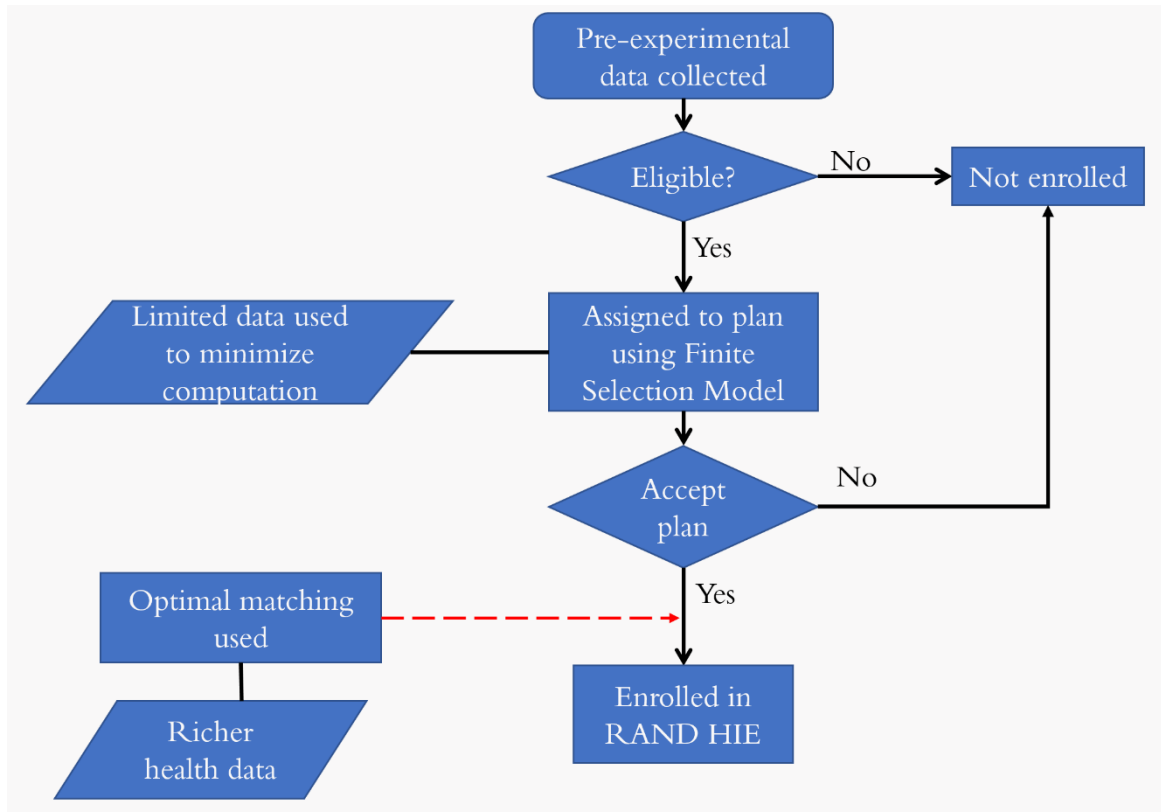 Pre-experimental
data collected
Eligible?
No
Not enrolled
Yes
Limited data used
to minimize
computation
Assigned to plan
using Finite
Selection Model
Accept
plan
No
Yes
Optimal matching
used
Enrolled in
RAND HIE
Richer
health data